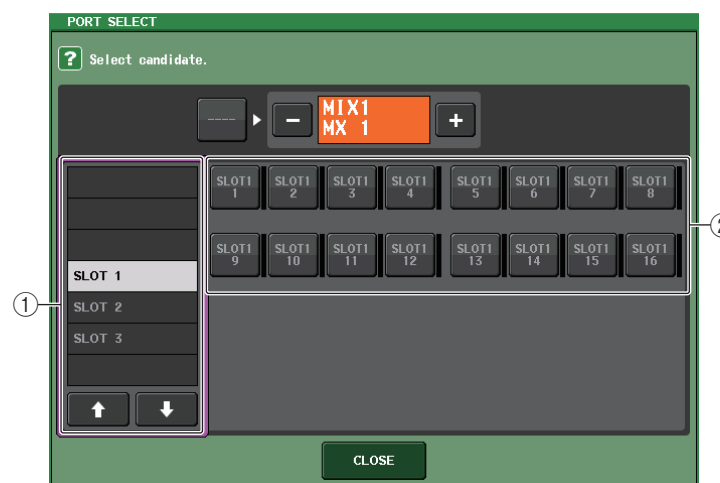 PORT SELECT
? Select candidate.
----
− MIX1 +
MX 1
SLOT1 1
SLOT1 2
SLOT1 3
SLOT1 4
SLOT1 5
SLOT1 6
SLOT1 7
SLOT1 8
SLOT1 9
SLOT1 10
SLOT1 11
SLOT1 12
SLOT1 13
SLOT1 14
SLOT1 15
SLOT1 16
SLOT 1
SLOT 2
SLOT 3
①
②
CLOSE